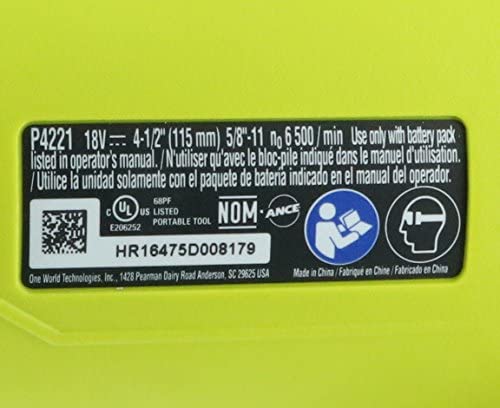 P4221 18V⎓ 4-1/2" (115 mm) 5/8"-11 n₀ 6 500 / min Use only with battery pack
listed in operator's manual. / N'utiliser qu'avec le bloc-pile indiqué dans le manuel d'utilisation.
/ Utilice la unidad solamente con el paquete de batería indicado en el manual del operador.
C UL US LISTED 68PF PORTABLE TOOL
E206252
NOM-ANCE
HR16475D008179
One World Technologies, Inc., 1428 Pearman Dairy Road Anderson, SC 29625 USA
Made in China / Fabriqué en Chine / Fabricado en China